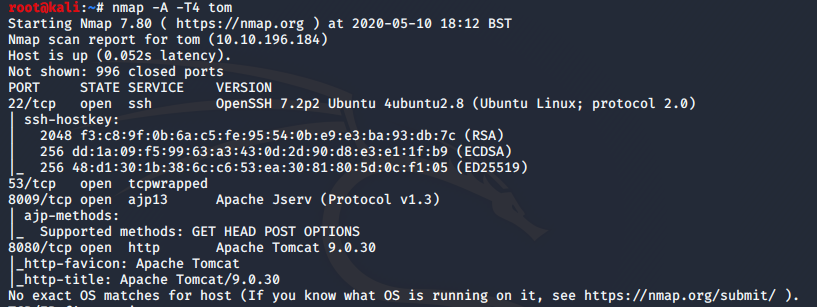 root@kali:~# nmap -A -T4 tom
Starting Nmap 7.80 ( https://nmap.org ) at 2020-05-10 18:12 BST
Nmap scan report for tom (10.10.196.184)
Host is up (0.052s latency).
Not shown: 996 closed ports
PORT     STATE SERVICE    VERSION
22/tcp   open  ssh        OpenSSH 7.2p2 Ubuntu 4ubuntu2.8 (Ubuntu Linux; protocol 2.0)
| ssh-hostkey:
|   2048 f3:c8:9f:0b:6a:c5:fe:95:54:0b:e9:e3:ba:93:db:7c (RSA)
|   256 dd:1a:09:f5:99:63:a3:43:0d:2d:90:d8:e3:e1:1f:b9 (ECDSA)
|_  256 48:d1:30:1b:38:6c:c6:53:ea:30:81:80:5d:0c:f1:05 (ED25519)
53/tcp   open  tcpwrapped
8009/tcp open  ajp13      Apache Jserv (Protocol v1.3)
| ajp-methods:
|_  Supported methods: GET HEAD POST OPTIONS
8080/tcp open  http       Apache Tomcat 9.0.30
|_http-favicon: Apache Tomcat
|_http-title: Apache Tomcat/9.0.30
No exact OS matches for host (If you know what OS is running on it, see https://nmap.org/submit/ ).